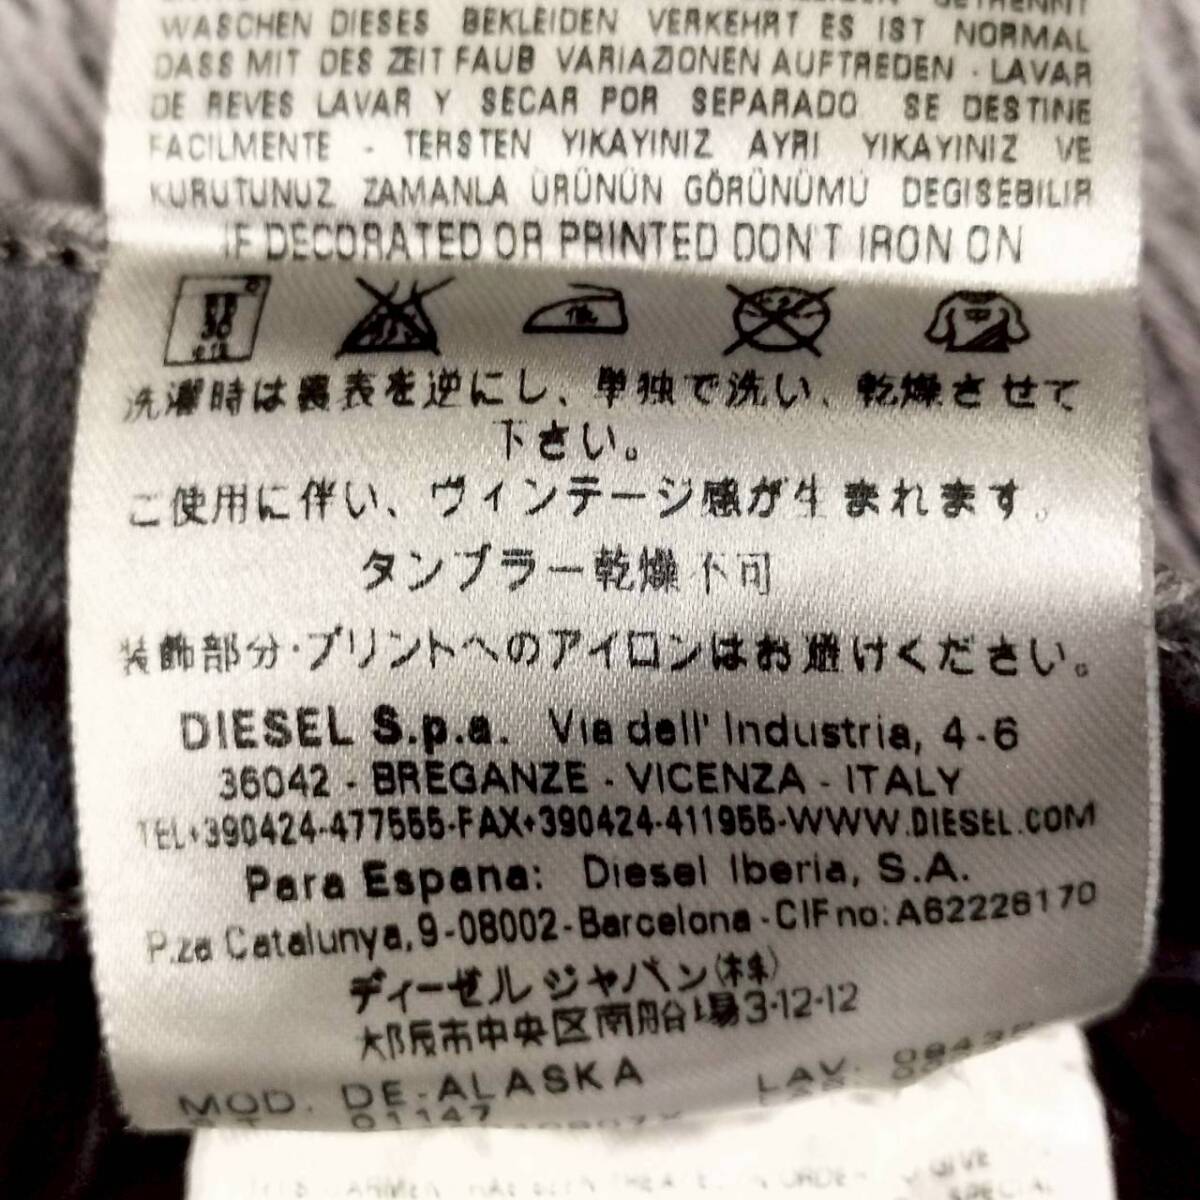 WASCHEN DIESES BEKLEIDEN VERKEHRT ES IST NORMAL
DASS MIT DES ZEIT FAUB VARIAZIONEN AUFTREDEN - LAVAR
DE REVES LAVAR Y SECAR POR SEPARADO SE DESTINE
FACILMENTE - TERSTEN YIKAYINIZ AYRI YIKAYINIZ VE
KURUTUNUZ ZAMANLA ÜRÜNÜN GÖRÜNÜMÜ DEGISEBILIR
IF DECORATED OR PRINTED DON'T IRON ON
30
低
洗濯時は裏表を逆にし、単独で洗い、乾燥させて
下さい。
ご使用に伴い、ヴィンテージ感が生まれます。
タンブラー乾燥不可
装飾部分・プリントへのアイロンはお避けください。
DIESEL S.p.a. Via dell' Industria, 4-6
36042 - BREGANZE - VICENZA - ITALY
TEL+390424-477555-FAX+390424-411955-WWW.DIESEL.COM
Para Espana: Diesel Iberia, S.A.
P.za Catalunya, 9-08002-Barcelona-CIF no: A62226170
ディーゼルジャパン(株)
大阪市中央区南船場3-12-12
MOD. DE-ALASKA LAV.
01147